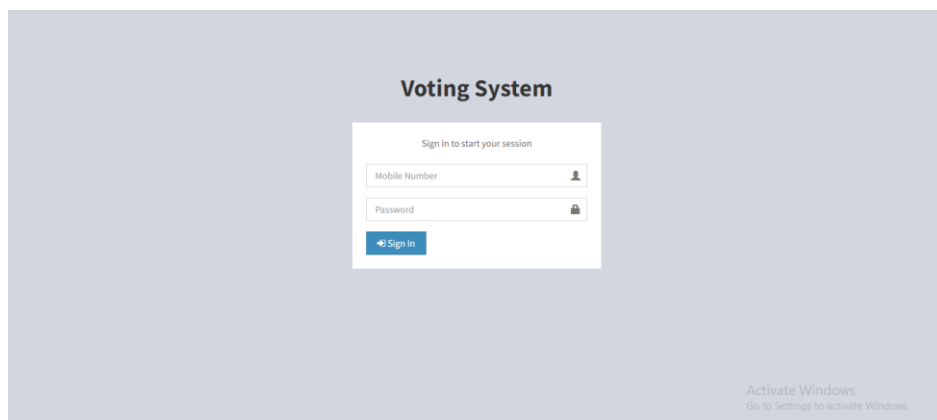 Voting System
Sign in to start your session
Mobile Number
Password
Sign In
Activate Windows
Go to Settings to activate Windows.